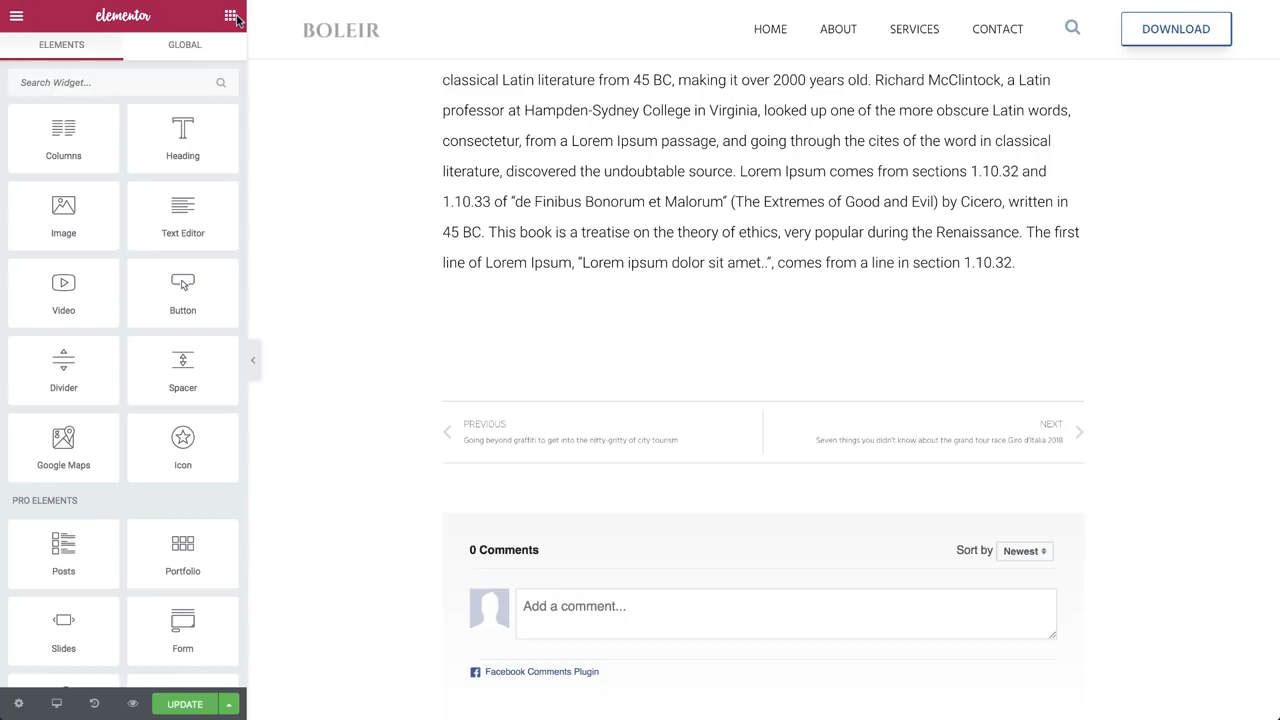 elementor
ELEMENTS
GLOBAL
Search Widget...
Columns
Heading
Image
Text Editor
Video
Button
Divider
Spacer
Google Maps
Icon
PRO ELEMENTS
Posts
Portfolio
Slides
Form
UPDATE
BOLEIR
HOME
ABOUT
SERVICES
CONTACT
DOWNLOAD
classical Latin literature from 45 BC, making it over 2000 years old. Richard McClintock, a Latin
professor at Hampden-Sydney College in Virginia, looked up one of the more obscure Latin words,
consectetur, from a Lorem Ipsum passage, and going through the cites of the word in classical
literature, discovered the undoubtable source. Lorem Ipsum comes from sections 1.10.32 and
1.10.33 of “de Finibus Bonorum et Malorum” (The Extremes of Good and Evil) by Cicero, written in
45 BC. This book is a treatise on the theory of ethics, very popular during the Renaissance. The first
line of Lorem Ipsum, “Lorem ipsum dolor sit amet..”, comes from a line in section 1.10.32.
PREVIOUS
Going beyond graffiti to get into the nitty-gritty of city tourism
NEXT
Seven things you didn’t know about the grand tour race Giro d’Italia 2018
0 Comments
Sort by Newest
Add a comment...
Facebook Comments Plugin